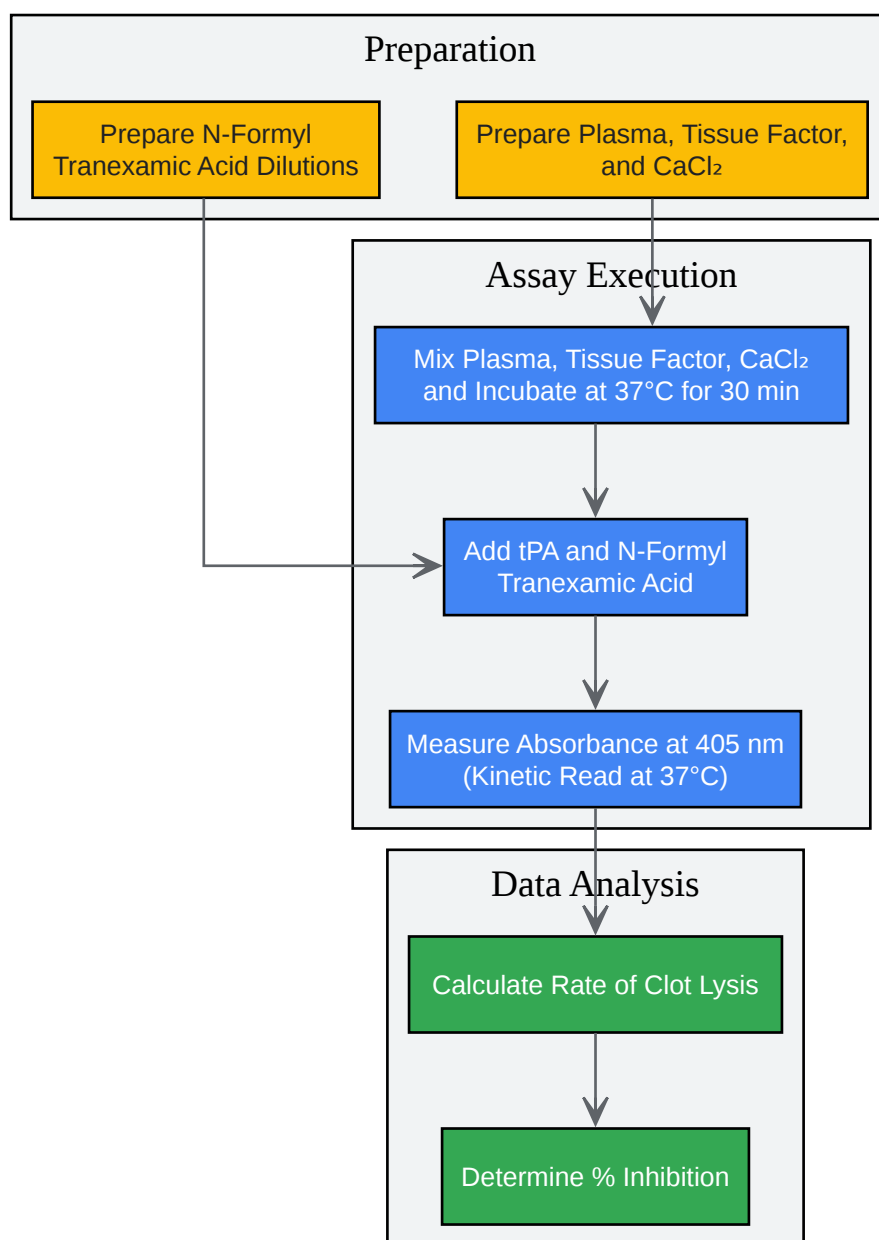 Preparation
Prepare N-Formyl
Tranexamic Acid Dilutions
Prepare Plasma, Tissue Factor,
and CaCl₂
Assay Execution
Mix Plasma, Tissue Factor, CaCl₂
and Incubate at 37°C for 30 min
Add tPA and N-Formyl
Tranexamic Acid
Measure Absorbance at 405 nm
(Kinetic Read at 37°C)
Data Analysis
Calculate Rate of Clot Lysis
Determine % Inhibition